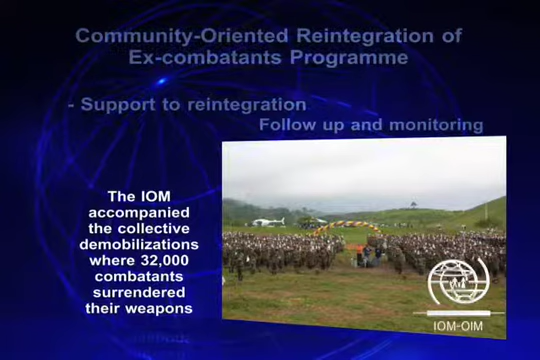 Community-Oriented Reintegration of
Ex-combatants Programme
- Support to reintegration
Follow up and monitoring
The IOM
accompanied
the collective
demobilizations
where 32,000
combatants
surrendered
their weapons
IOM-OIM